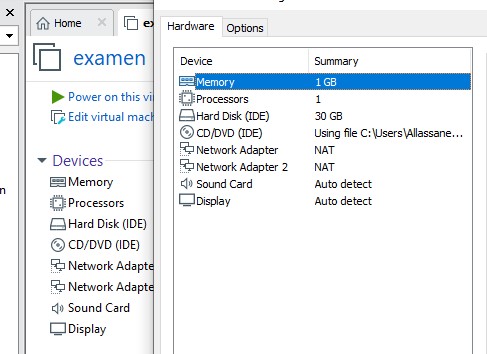 Home
exa
examen
Power on this vi
Edit virtual mach
Devices
Memory
Processors
Hard Disk (IDE)
CD/DVD (IDE)
Network Adapte
Network Adapte
Sound Card
Display
Hardware
Options
Device Summary
Memory 1 GB
Processors 1
Hard Disk (IDE) 30 GB
CD/DVD (IDE) Using file C:\Users\Allassane...
Network Adapter NAT
Network Adapter 2 NAT
Sound Card Auto detect
Display Auto detect